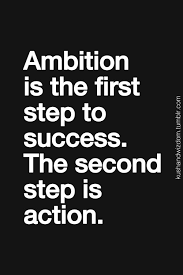 Ambition
is the first
step to
success.
The second
step is
action.
kushandwizdom.tumblr.com